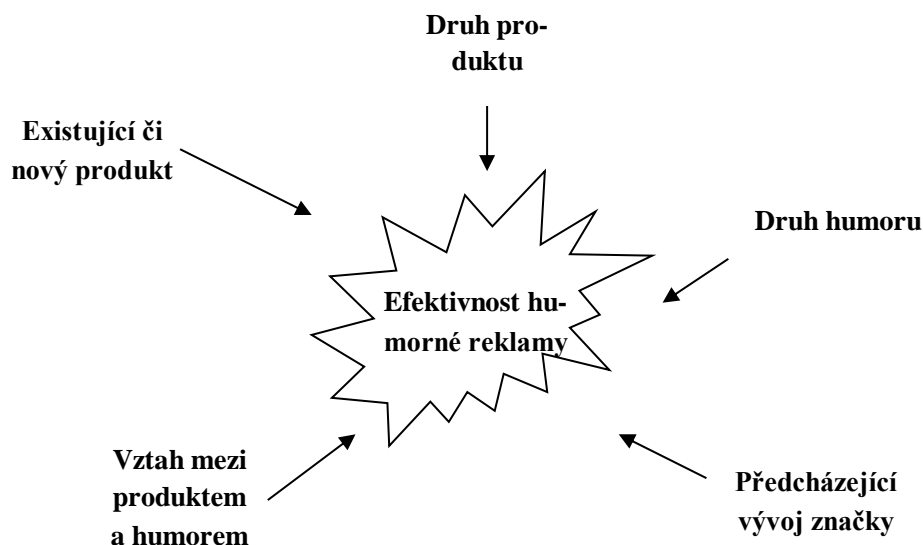 Druh pro-
duktu
Existující či
nový produkt
Druh humoru
Efektivnost hu-
morné reklamy
Vztah mezi
produktem
a humorem
Předcházející
vývoj značky